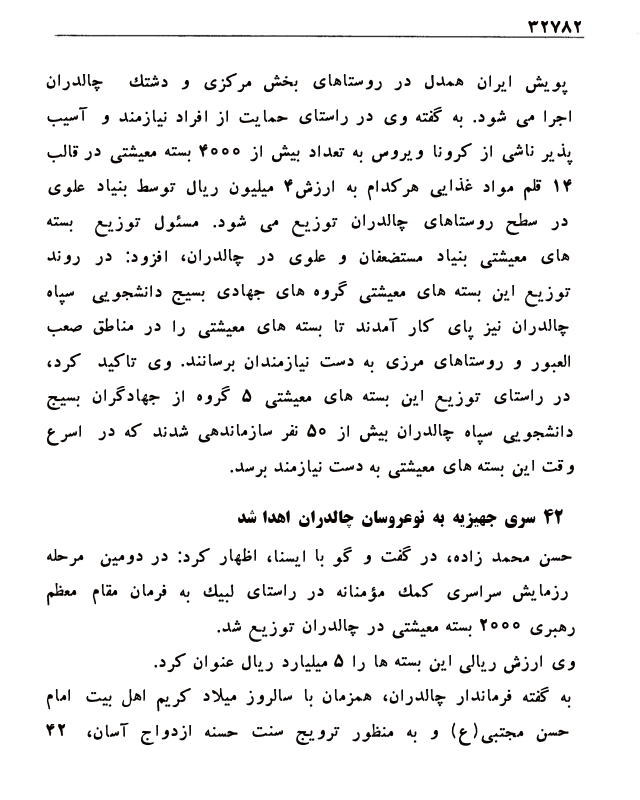 ۳۲۷۸۲
پویش ایران همدل در روستاهای بخش مرکزی و دشتك چالدران
اجرا می شود. به گفته وی در راستای حمایت از افراد نیازمند و آسیب
پذیر ناشی از کرونا ویروس به تعداد بیش از ۴۰۰۰ بسته معیشتی در قالب
۱۴ قلم مواد غذایی هرکدام به ارزش۴ میلیون ریال توسط بنیاد علوی
در سطح روستاهای چالدران توزیع می شود. مسئول توزیع بسته
های معیشتی بنیاد مستضعفان و علوی در چالدران، افزود: در روند
توزیع این بسته های معیشتی گروه های جهادی بسیج دانشجویی سپاه
چالدران نیز پای کار آمدند تا بسته های معیشتی را در مناطق صعب
العبور و روستاهای مرزی به دست نیازمندان برسانند. وی تاکید کرد،
در راستای توزیع این بسته های معیشتی ۵ گروه از جهادگران بسیج
دانشجویی سپاه چالدران بیش از ۵۰ نفر سازماندهی شدند که در اسرع
وقت این بسته های معیشتی به دست نیازمند برسد.
۴۲ سری جهیزیه به نوعروسان چالدران اهدا شد
حسن محمد زاده، در گفت و گو با ایسنا، اظهار کرد: در دومین مرحله
رزمایش سراسری کمك مؤمنانه در راستای لبیك به فرمان مقام معظم
رهبری ۲۰۰۰ بسته معیشتی در چالدران توزیع شد.
وی ارزش ریالی این بسته ها را ۵ میلیارد ریال عنوان کرد.
به گفته فرماندار چالدران، همزمان با سالروز میلاد کریم اهل بیت امام
حسن مجتبی(ع) و به منظور ترویج سنت حسنه ازدواج آسان، ۴۲